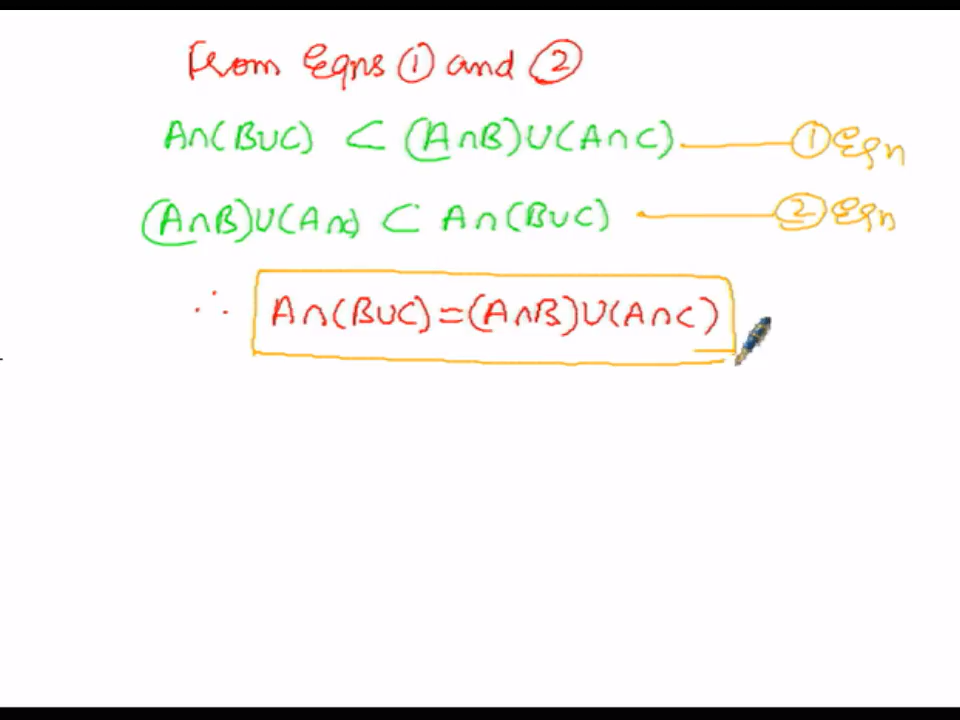 From Eqns ① and ②
A∩(B∪C) ⊂ (A∩B)∪(A∩C) ① Eqn
(A∩B)∪(A∩) ⊂ A∩(B∪C) ② Eqn
∴ A∩(B∪C)=(A∩B)∪(A∩C)